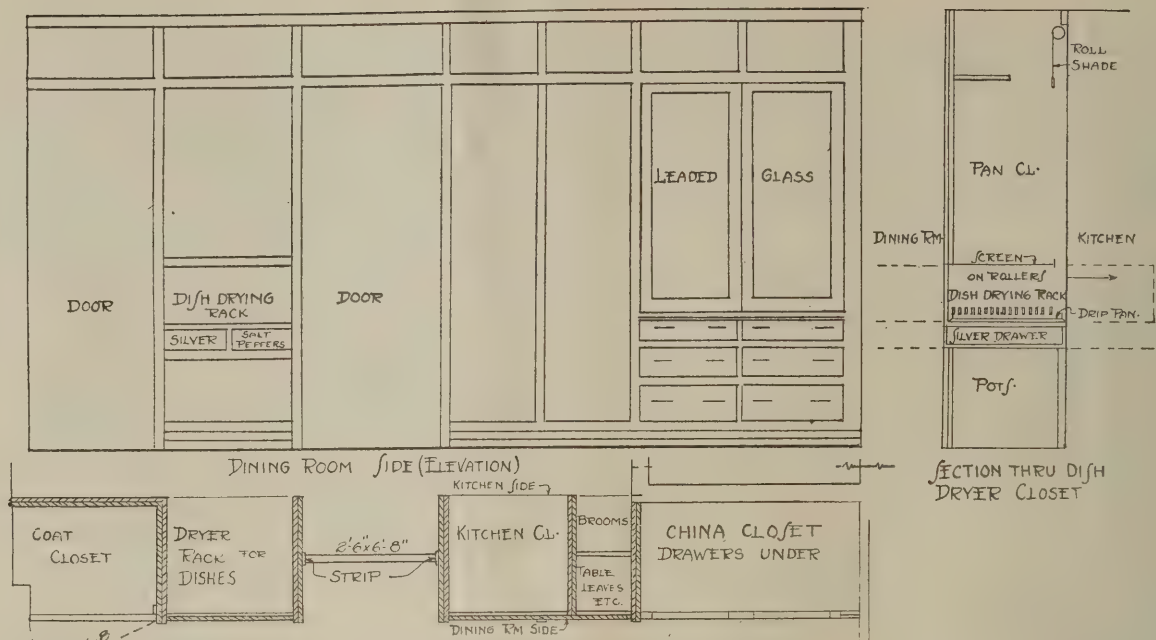 ROLL
SHADE
LEADED
GLASS
PAN CL.
DINING RM
KITCHEN
SCREEN
ON ROLLERS
DISH DRYING RACK
DRIP PAN.
SILVER DRAWER
POTS.
DOOR
DISH DRYING
RACK
DOOR
SILVER
SALT
PEPPERS
DINING ROOM SIDE (ELEVATION)
SECTION THRU DISH
DRYER CLOSET
KITCHEN SIDE
COAT
CLOSET
DRYER
RACK FOR
DISHES
2'-6"x6'-8"
STRIP
KITCHEN CL.
BROOMS
TABLE
LEAVES
ETC.
CHINA CLOSET
DRAWERS UNDER
DINING RM SIDE
8